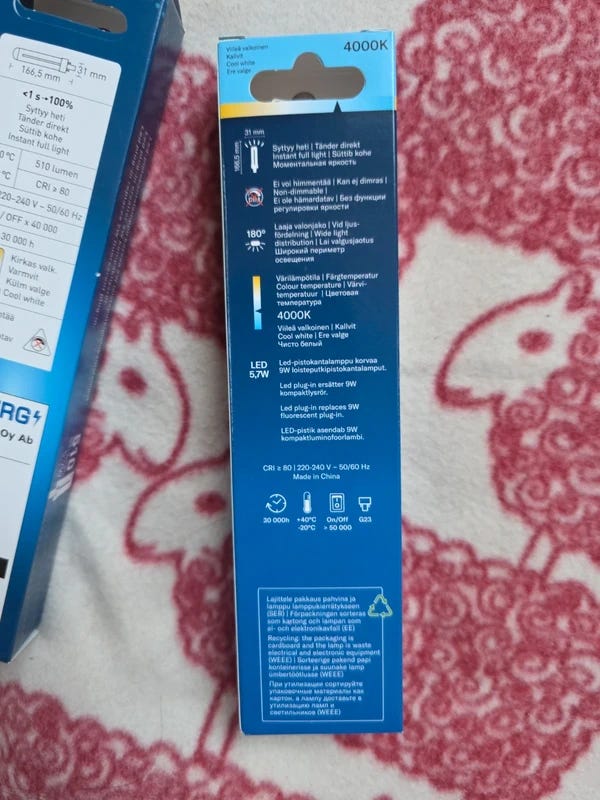 166,5 mm
31 mm
<1 s→100%
Syttyy heti
Tänder direkt
Süttib kohe
Instant full light
510 lumen
CRI ≥ 80
220-240 V ~ 50/60 Hz
/ OFF x 40 000
30 000 h
Kirkas valk.
Varmvit
Külm valge
Cool white
RG
Oy Ab
Viileä valkoinen
Kallvit
Cool white
Ere valge
4000K
31 mm
166,5 mm
Syttyy heti | Tänder direkt
Instant full light | Süttib kohe
Моментальная яркость
Ei voi himmentää | Kan ej dimras |
Non-dimmable |
Ei ole hämardatav | Без функции
регулировки яркости
180°
Laaja valonjako | Vid ljus-
fördelning | Wide light
distribution | Lai valgusjaotus
Широкий периметр
освещения
Värilämpötila | Färgtemperatur
Colour temperature | Värvi-
temperatuur | Цветовая
температура
4000K
Viileä valkoinen | Kallvit
Cool white | Ere valge
Чисто белый
LED
5,7W
Led-pistokantalamppu korvaa
9W loisteputkipistokantalamput.
Led plug-in ersätter 9W
kompaktlysrör.
Led plug-in replaces 9W
fluorescent plug-in.
LED-pistik asendab 9W
kompaktluminofoorlambi.
CRI ≥ 80 | 220-240 V ~ 50/60 Hz
Made in China
30 000h
+40°C
-20°C
On/Off
≥ 50 000
G23
Lajittele pakkaus pahvina ja
lamppu lamppukierrätykseen
(SER) | Förpackningen sorteras
som kartong och lampan som
el- och elektronikavfall (EE)
Recycling: the packaging is
cardboard and the lamp is waste
electrical and electronic equipment
(WEEE) | Sorteerige pakend papi
konteinerisse ja suunake lamp
ümbertöötlusse (WEEE)
При утилизации сортируйте
упаковочные материалы как
картон, а лампу доставьте в
утилизацию ламп и
светильников (WEEE)